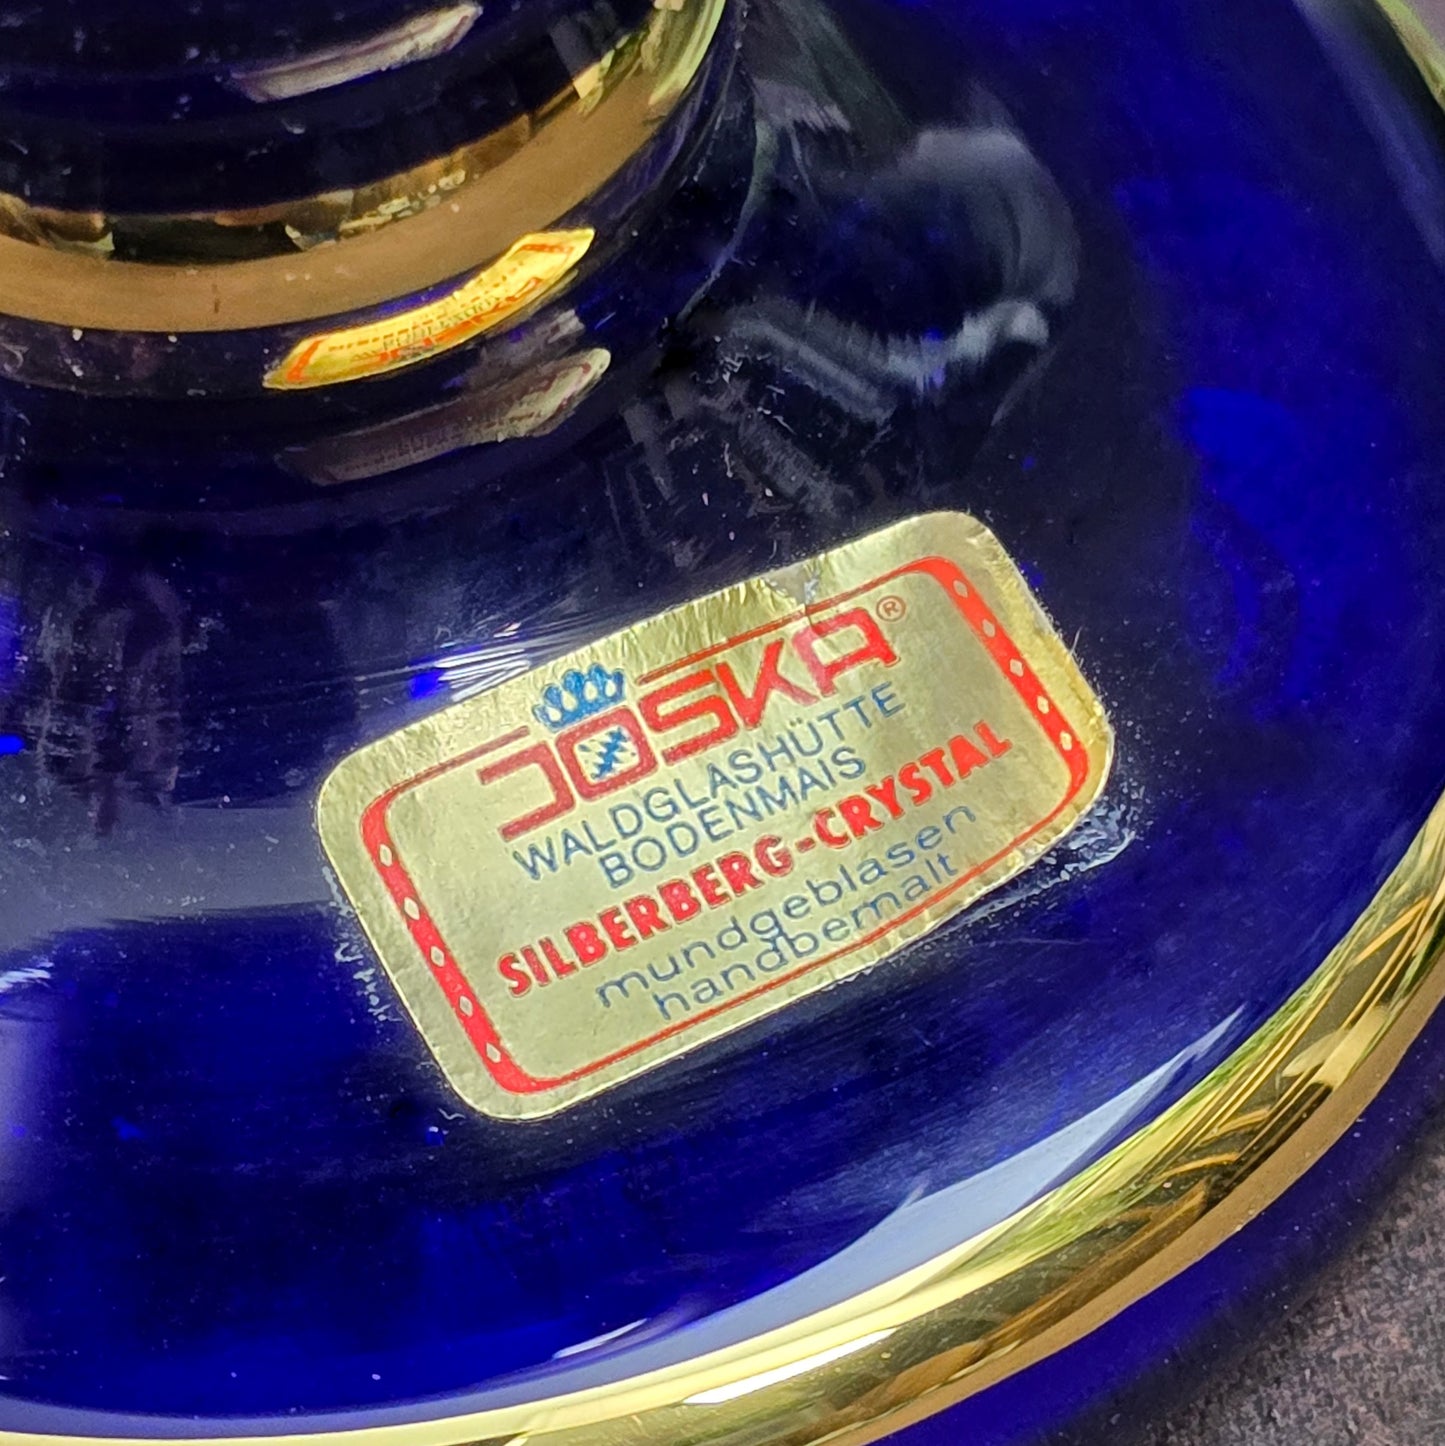 JOSKA®
WALDGLASHÜTTE
BODENMAIS
SILBERBERG-CRYSTAL
mundgeblasen
handbemalt